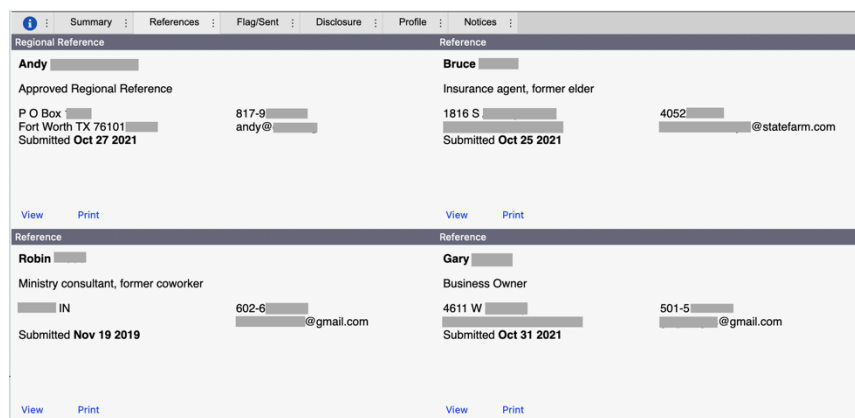 i : Summary : References : Flag/Sent : Disclosure : Profile : Notices :
Regional Reference
Andy
Approved Regional Reference
P O Box
817-9
Fort Worth TX 76101
andy@
Submitted Oct 27 2021
View Print
Reference
Bruce
Insurance agent, former elder
1816 S
4052
@statefarm.com
Submitted Oct 25 2021
View Print
Reference
Robin
Ministry consultant, former coworker
IN
602-6
@gmail.com
Submitted Nov 19 2019
View Print
Reference
Gary
Business Owner
4611 W
501-5
@gmail.com
Submitted Oct 31 2021
View Print